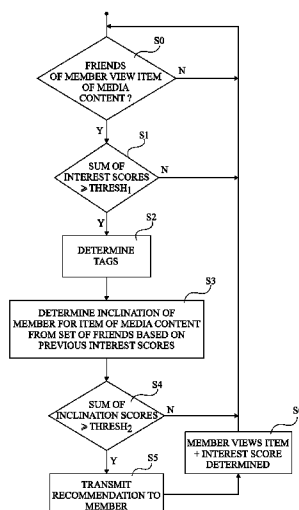 S0
FRIENDS
OF MEMBER VIEW ITEM
OF MEDIA
CONTENT ?
N
Y
S1
SUM OF
INTEREST SCORES
⩾ THRESH1
N
Y
S2
DETERMINE
TAGS
S3
DETERMINE INCLINATION OF
MEMBER FOR ITEM OF MEDIA CONTENT
FROM SET OF FRIENDS BASED ON
PREVIOUS INTEREST SCORES
S4
SUM OF
INCLINATION SCORES
⩾ THRESH2
N
Y
S5
TRANSMIT
RECOMMENDATION TO
MEMBER
MEMBER VIEWS ITEM
+ INTEREST SCORE
DETERMINED